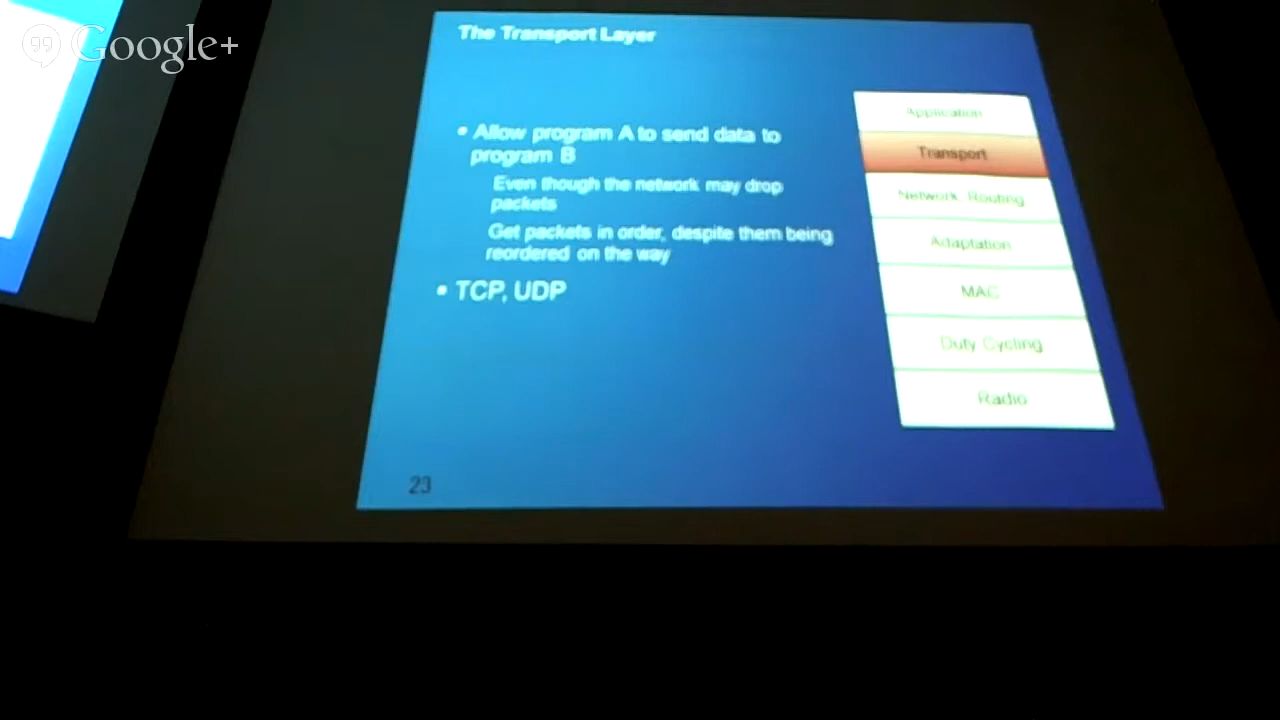 Google+
The Transport Layer
• Allow program A to send data to
program B
Even though the network may drop
packets
Get packets in order, despite them being
reordered on the way
• TCP, UDP
Application
Transport
Network, Routing
Adaptation
MAC
Duty Cycling
Radio
23